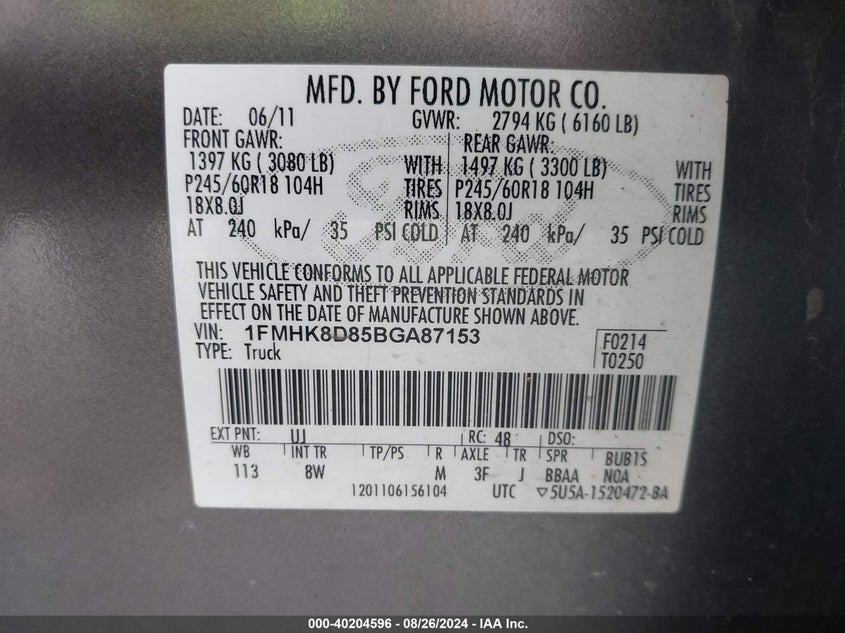 MFD. BY FORD MOTOR CO.
DATE: 06/11 GVWR: 2794 KG ( 6160 LB)
FRONT GAWR: REAR GAWR:
1397 KG ( 3080 LB) WITH 1497 KG ( 3300 LB) WITH
P245/60R18 104H TIRES P245/60R18 104H TIRES
18X8.0J RIMS 18X8.0J RIMS
AT 240 kPa/ 35 PSI COLD AT 240 kPa/ 35 PSI COLD
Ford
THIS VEHICLE CONFORMS TO ALL APPLICABLE FEDERAL MOTOR
VEHICLE SAFETY AND THEFT PREVENTION STANDARDS IN
EFFECT ON THE DATE OF MANUFACTURE SHOWN ABOVE.
VIN: 1FMHK8D85BGA87153 F0214
TYPE: Truck T0250
EXT PNT: UJ RC: 48 DSO:
WB INT TR TP/PS R AXLE TR SPR BUB1S
113 8W M 3F J BBAA NOA
1201106156104 UTC ▽5U5A-1520472-BA
000-40204596 - 08/26/2024 - IAA Inc.